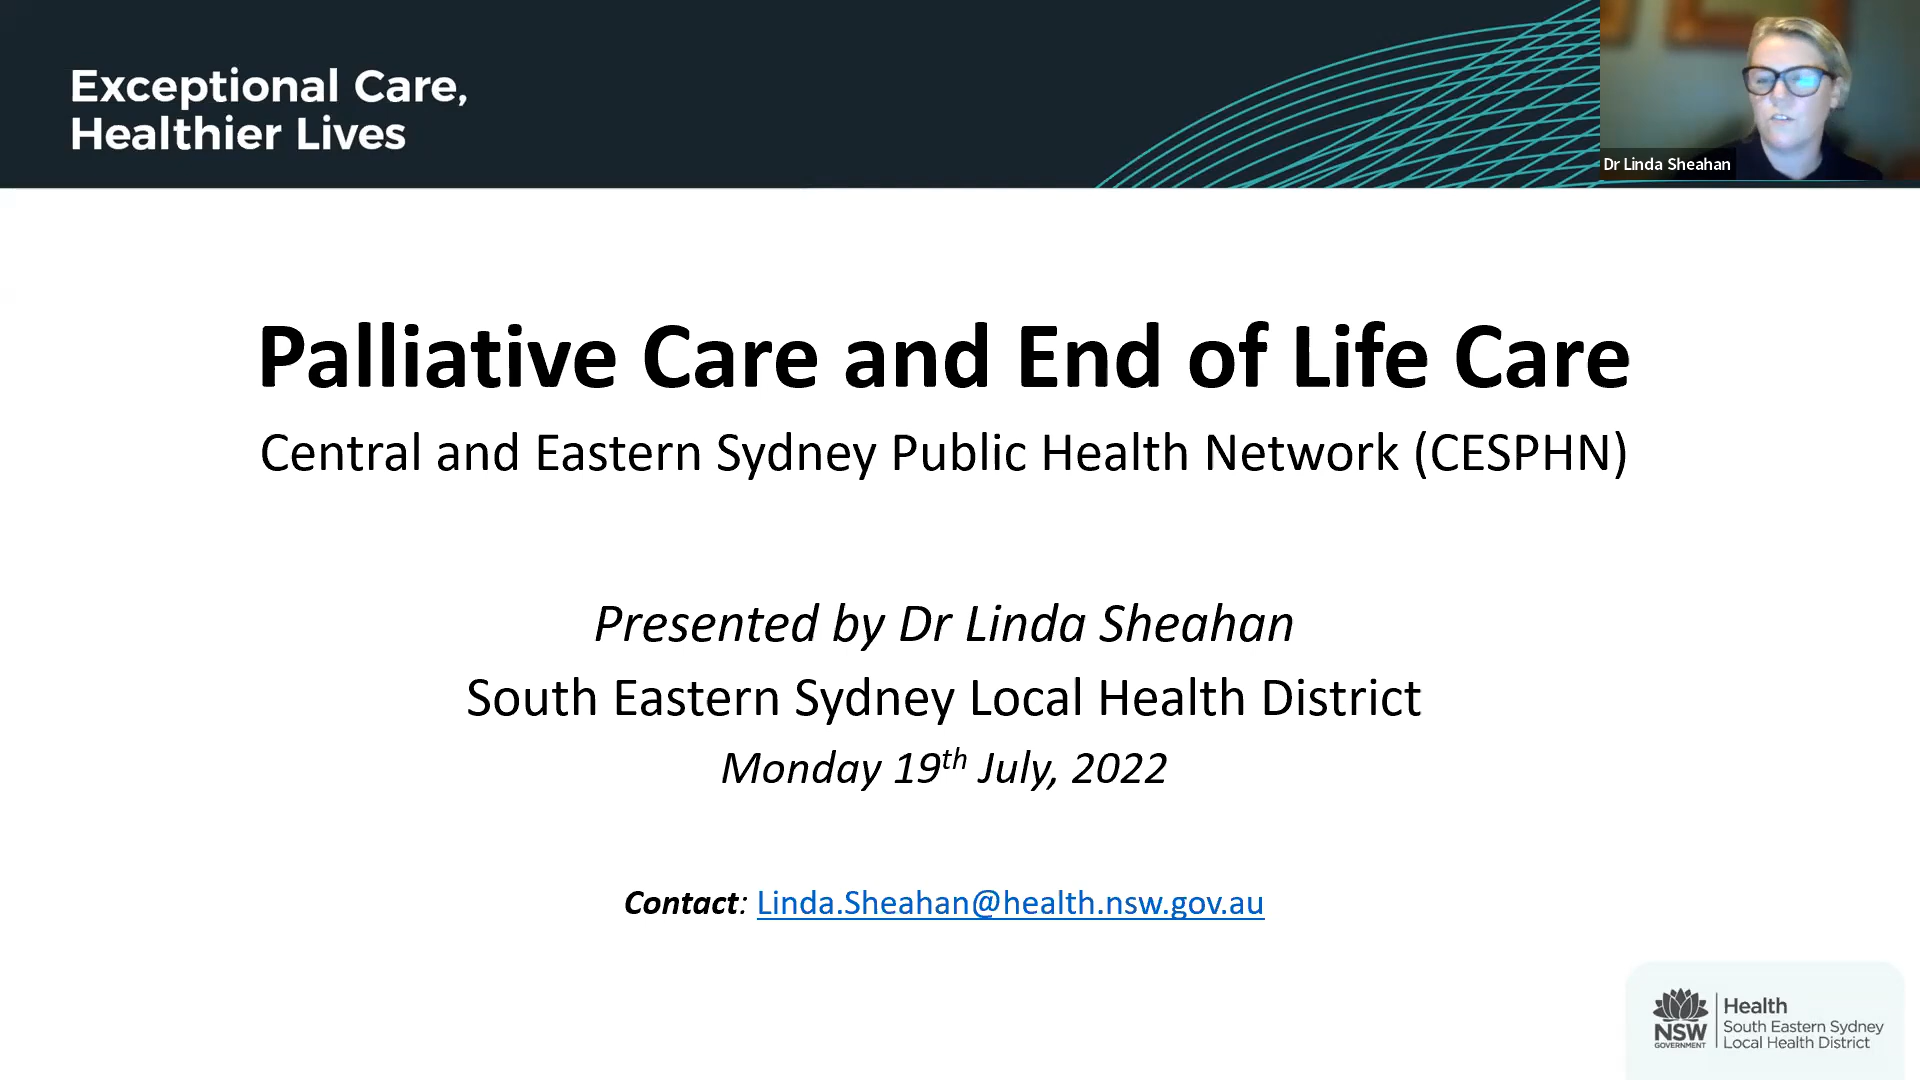 Exceptional Care,
Healthier Lives
Dr Linda Sheahan
Palliative Care and End of Life Care
Central and Eastern Sydney Public Health Network (CESPHN)
Presented by Dr Linda Sheahan
South Eastern Sydney Local Health District
Monday 19th July, 2022
Contact: Linda.Sheahan@health.nsw.gov.au
NSW
GOVERNMENT
Health
South Eastern Sydney
Local Health District